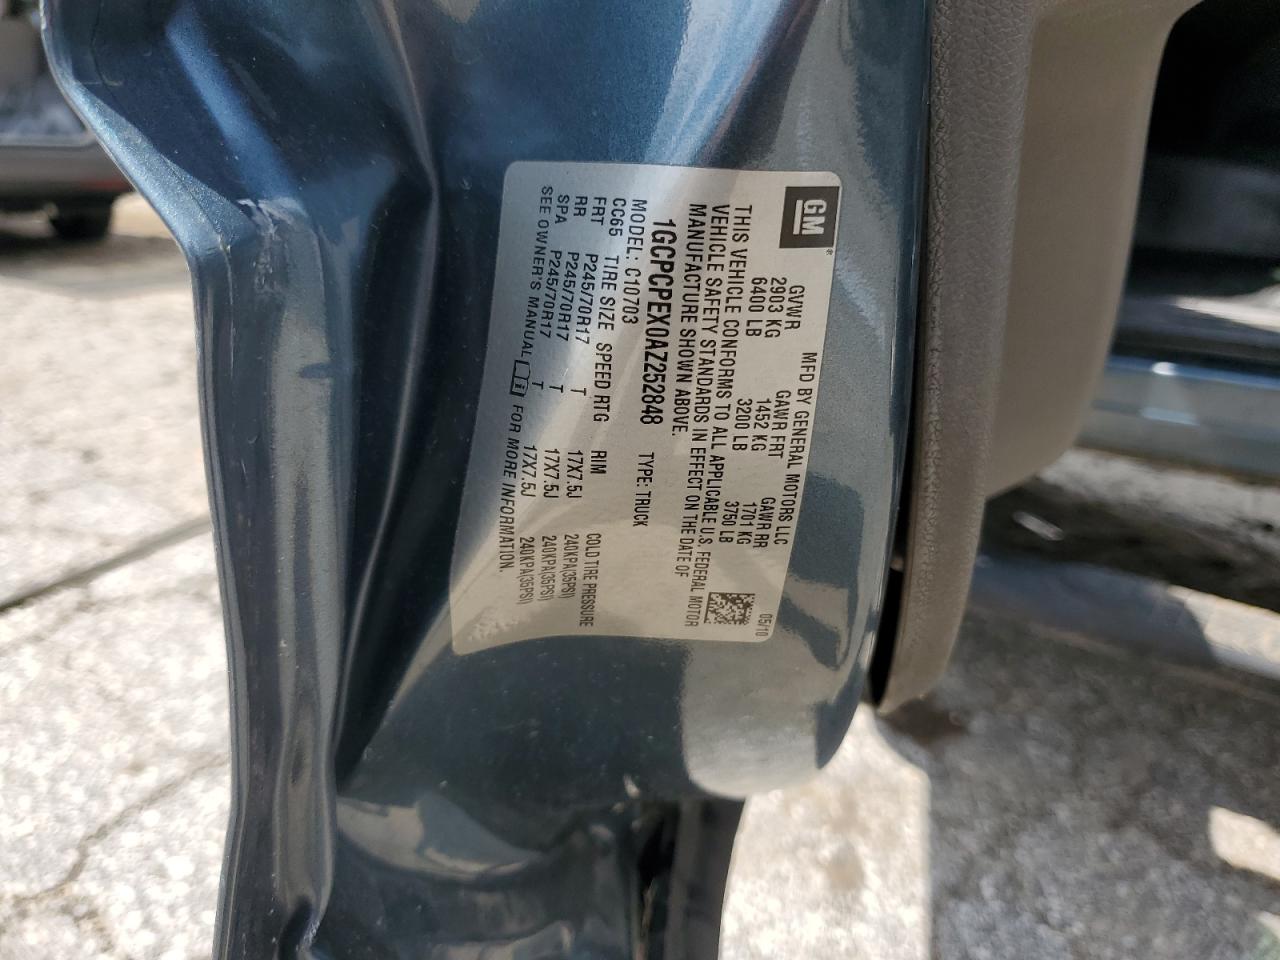 GM
MFD BY GENERAL MOTORS LLC 05/10
GVWR GAWR FRT GAWR RR
2903 KG 1452 KG 1701 KG
6400 LB 3200 LB 3750 LB
THIS VEHICLE CONFORMS TO ALL APPLICABLE U.S. FEDERAL MOTOR
VEHICLE SAFETY STANDARDS IN EFFECT ON THE DATE OF
MANUFACTURE SHOWN ABOVE.
1GCPCPEX0AZ252848 TYPE: TRUCK
MODEL: C10703
CC65 TIRE SIZE SPEED RTG RIM COLD TIRE PRESSURE
FRT P245/70R17 T 17X7.5J 240KPA(35PSI)
RR P245/70R17 T 17X7.5J 240KPA(35PSI)
SPA P245/70R17 T 17X7.5J 240KPA(35PSI)
SEE OWNER'S MANUAL FOR MORE INFORMATION.